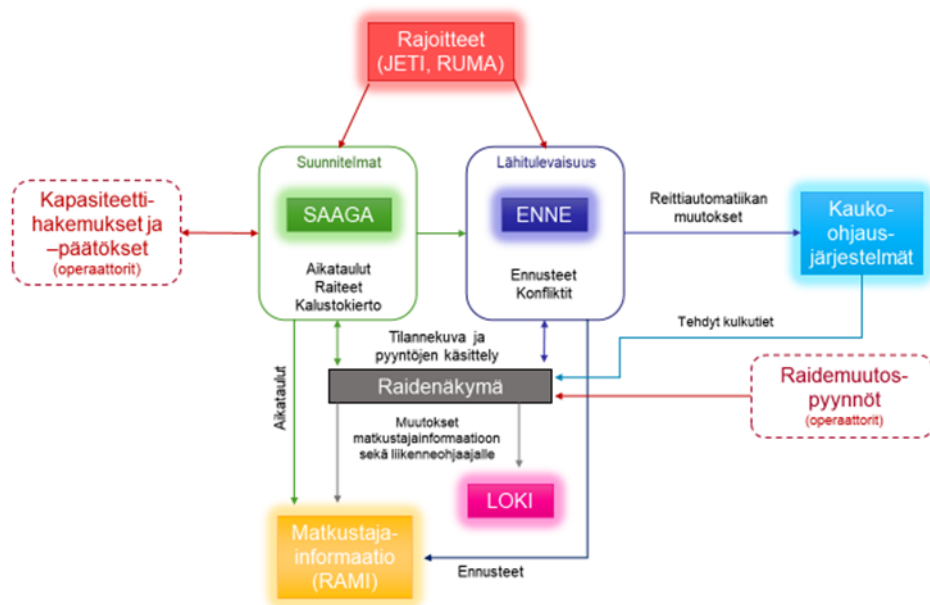 Rajoitteet
(JETI, RUMA)
Suunnitelmat
Lähitulevaisuus
Kapasiteetti-
hakemukset ja
–päätökset
(operaattorit)
SAAGA
ENNE
Reittiautomatiikan
muutokset
Kauko-
ohjaus-
järjestelmät
Aikataulut
Raiteet
Kalustokierto
Ennusteet
Konfliktit
Tilannekuva ja
pyyntöjen käsittely
Tehdyt kulkutiet
Raidenäkymä
Raidemuutos-
pyynnöt
(operaattorit)
Aikataulut
Muutokset
matkustajainformaatioon
sekä liikenneohjaajalle
LOKI
Matkustaja-
informaatio
(RAMI)
Ennusteet